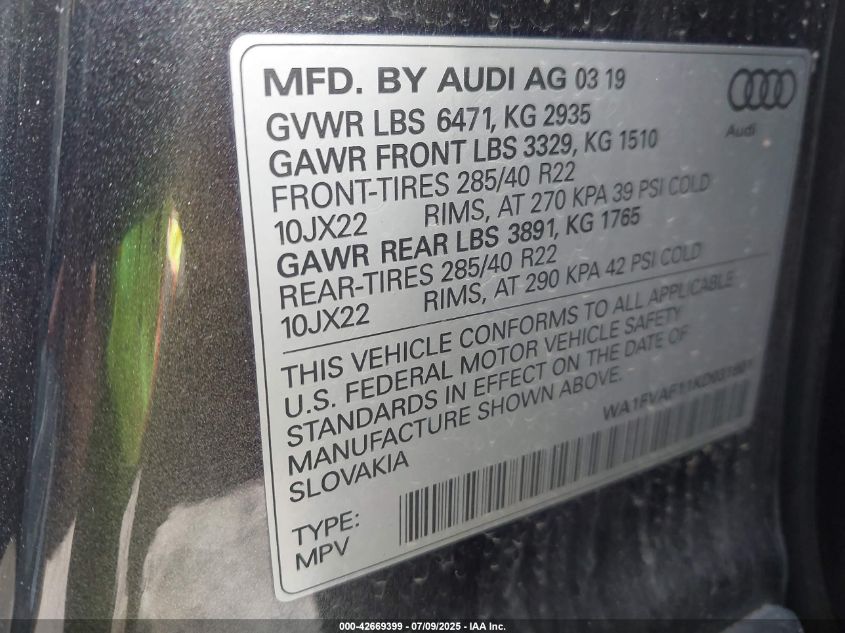 MFD. BY AUDI AG 03 19
Audi
GVWR LBS 6471, KG 2935
GAWR FRONT LBS 3329, KG 1510
FRONT-TIRES 285/40 R22
10JX22 RIMS, AT 270 KPA 39 PSI COLD
GAWR REAR LBS 3891, KG 1765
REAR-TIRES 285/40 R22
10JX22 RIMS, AT 290 KPA 42 PSI COLD
THIS VEHICLE CONFORMS TO ALL APPLICABLE
U.S. FEDERAL MOTOR VEHICLE SAFETY
STANDARDS IN EFFECT ON THE DATE OF
MANUFACTURE SHOWN ABOVE.
SLOVAKIA
TYPE:
MPV
000-42669399 - 07/09/2025 - IAA Inc.